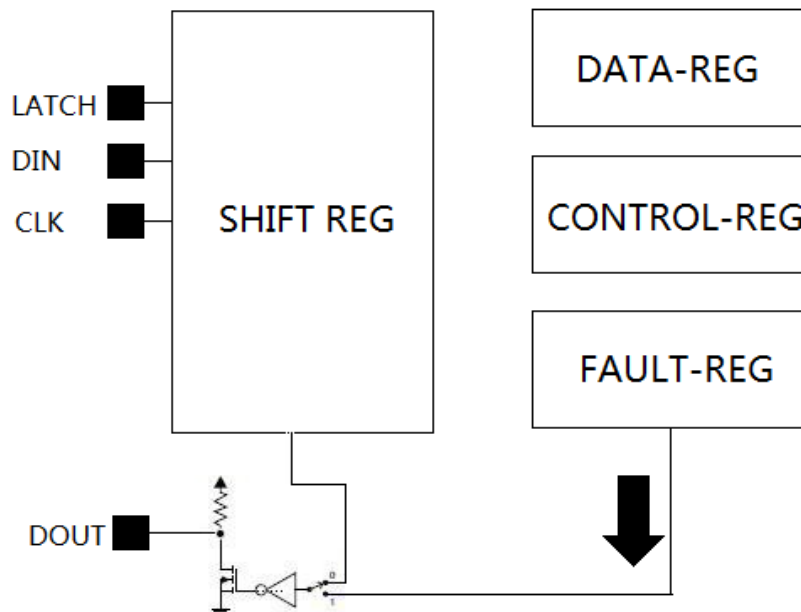 LATCH
DIN
CLK
SHIFT REG
DATA-REG
CONTROL-REG
FAULT-REG
DOUT
0
1